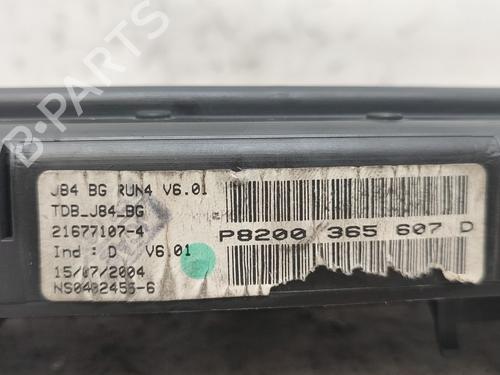 J84 BG RUN4 V6.01
TDB_J84_BG
21677107-4
Ind : D V6.01
15/07/2004
NS0402455-6
P8200 365 607 D
B-PARTS